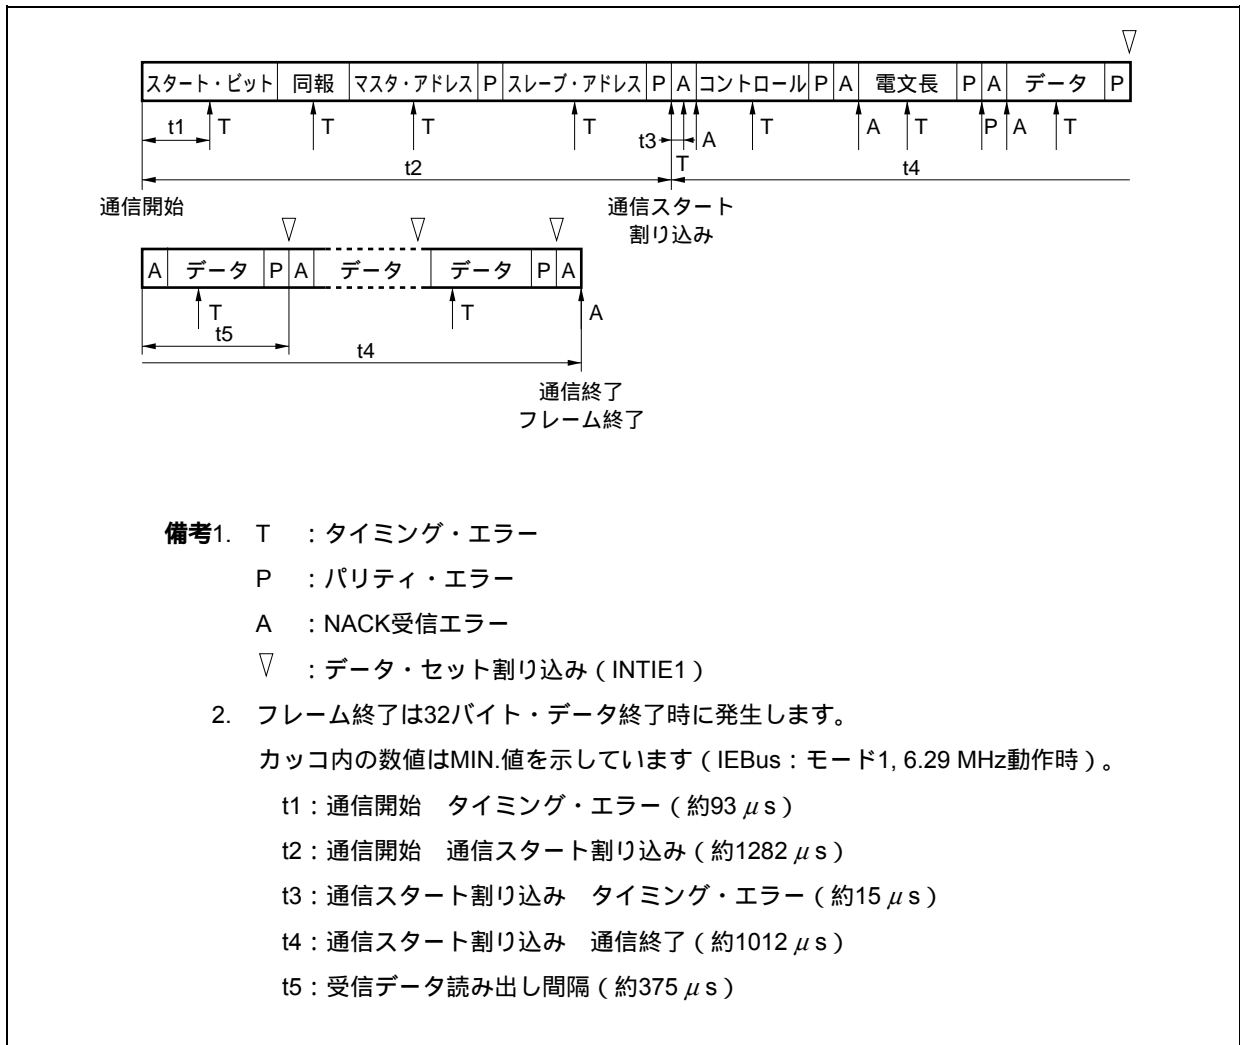 スタート・ビット 同報 マスタ・アドレス P スレーブ・アドレス P A コントロール P A 電文長 P A データ P
t1 T T T T t3 A T A T P A T
T
t2 t4
通信開始 通信スタート
割り込み
A データ P A データ データ P A
T T A
t5
t4
通信終了
フレーム終了
備考1. T :タイミング・エラー
P :パリティ・エラー
A :NACK受信エラー
▽ :データ・セット割り込み(INTIE1)
2. フレーム終了は32バイト・データ終了時に発生します。
カッコ内の数値はMIN.値を示しています(IEBus:モード1, 6.29 MHz動作時)。
t1:通信開始 タイミング・エラー(約93 μs)
t2:通信開始 通信スタート割り込み(約1282 μs)
t3:通信スタート割り込み タイミング・エラー(約15 μs)
t4:通信スタート割り込み 通信終了(約1012 μs)
t5:受信データ読み出し間隔(約375 μs)